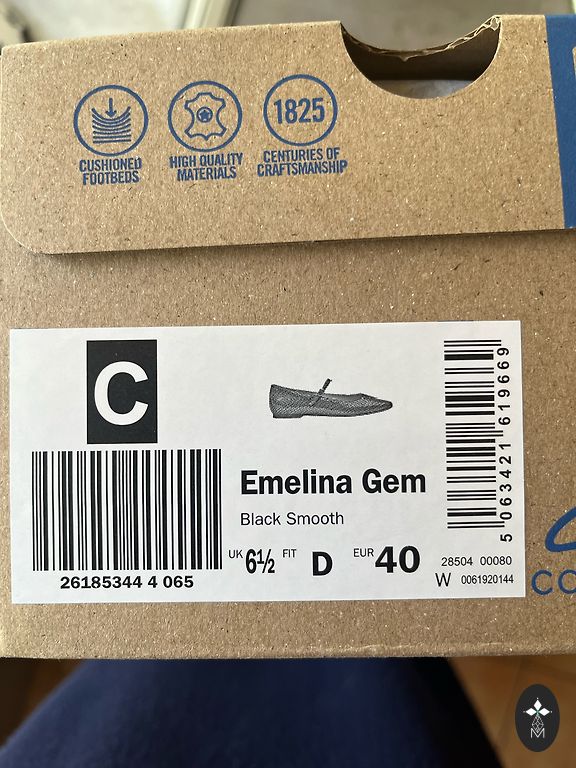 1825
CUSHIONED
FOOTBEDS
HIGH QUALITY
MATERIALS
CENTURIES OF
CRAFTSMANSHIP
C
Emelina Gem
Black Smooth
UK 6½ FIT D EUR 40
26185344 4 065
28504 00080
W 0061920144
5 063421 619669
CO
M